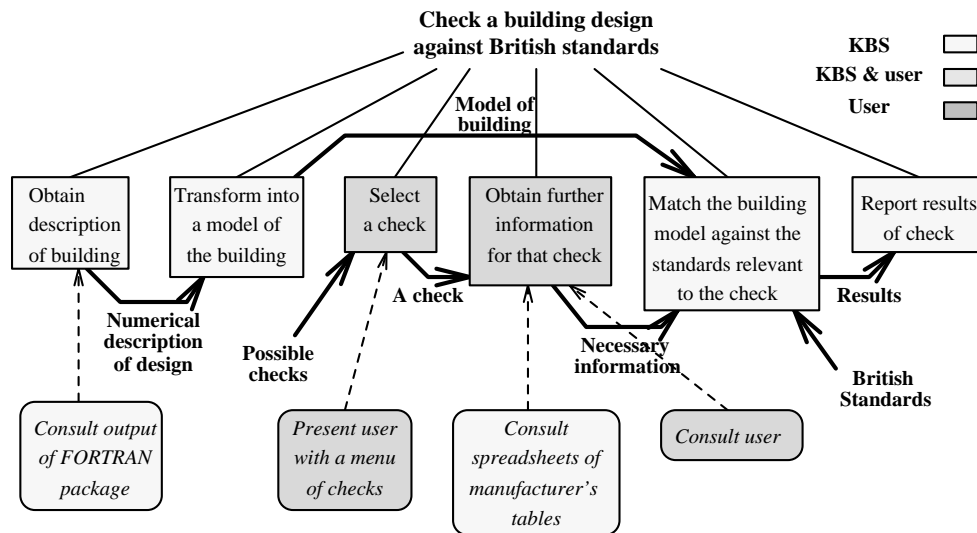 Check a building design
against British standards
KBS
KBS & user
User
Model of
building
Obtain
description
of building
Transform into
a model of
the building
Select
a check
Obtain further
information
for that check
Match the building
model against the
standards relevant
to the check
Report results
of check
Numerical
description
of design
Possible
checks
A check
Necessary
information
Results
British
Standards
Consult output
of FORTRAN
package
Present user
with a menu
of checks
Consult
spreadsheets of
manufacturer's
tables
Consult user